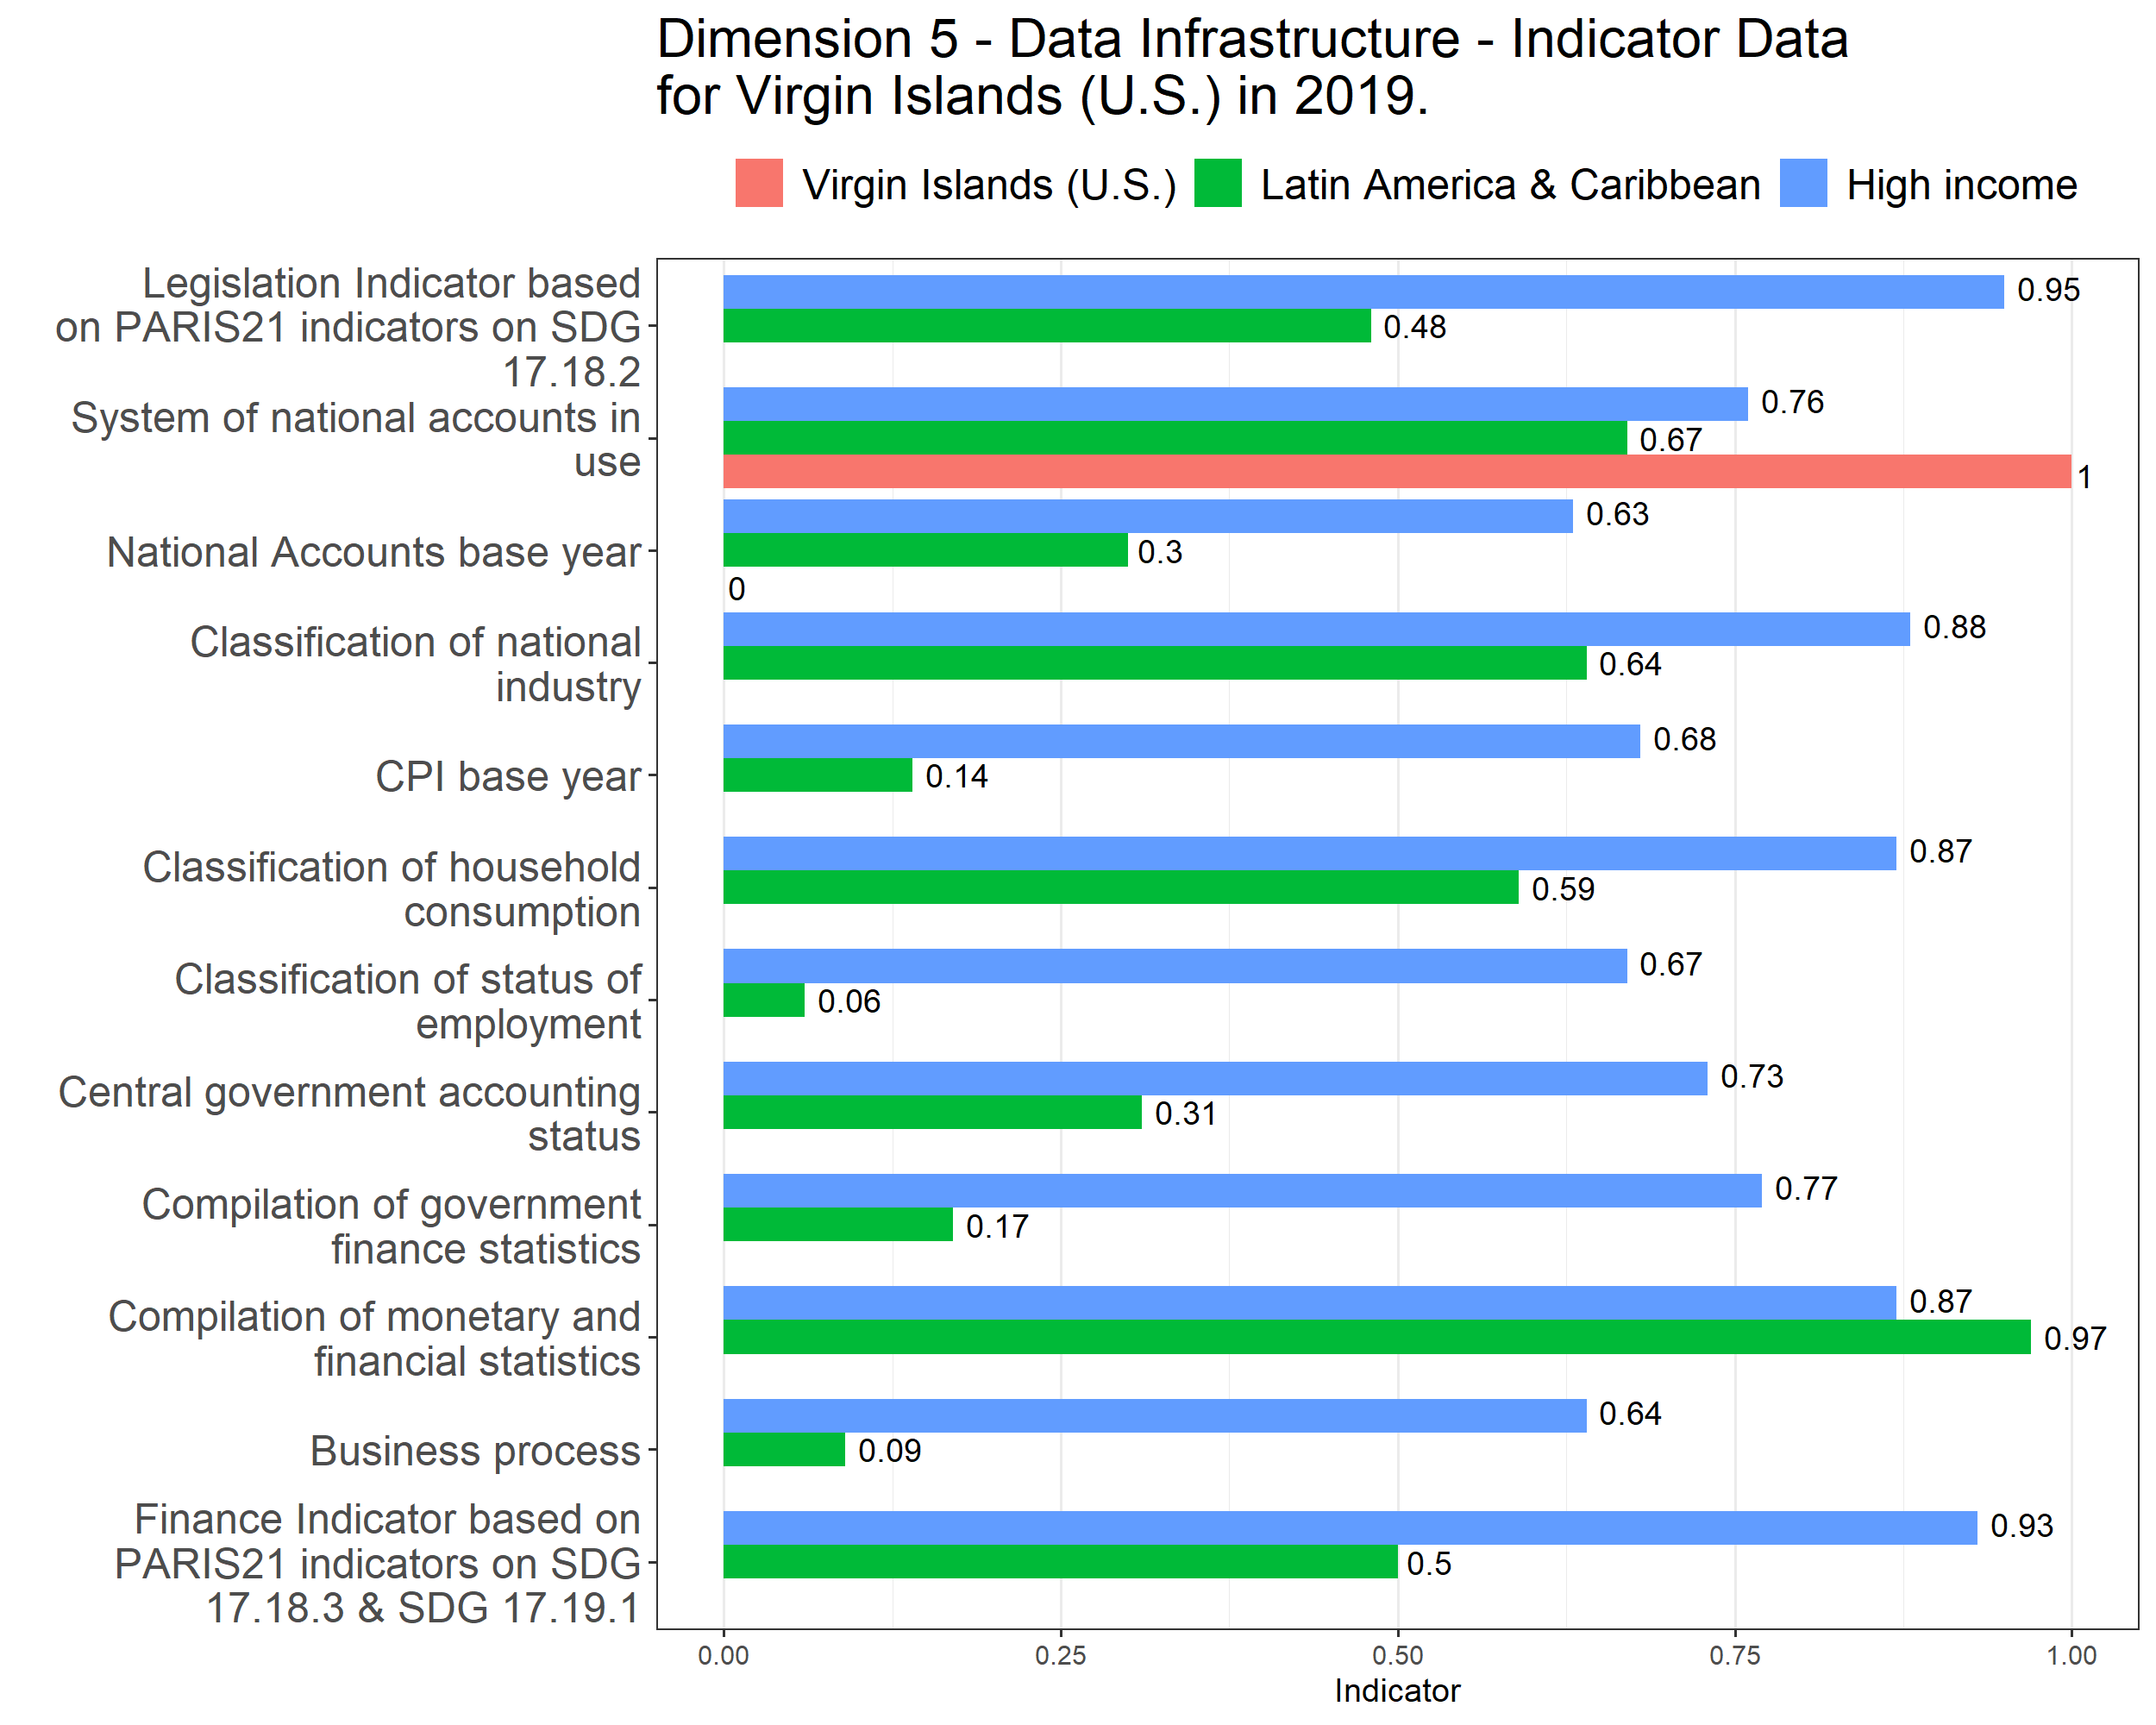 Dimension 5 - Data Infrastructure - Indicator Data
for Virgin Islands (U.S.) in 2019.
Virgin Islands (U.S.) Latin America & Caribbean High income
Legislation Indicator based
on PARIS21 indicators on SDG
17.18.2
0.95
0.48
System of national accounts in
use
0.76
0.67
1
National Accounts base year
0.63
0.3
0
Classification of national
industry
0.88
0.64
CPI base year
0.68
0.14
Classification of household
consumption
0.87
0.59
Classification of status of
employment
0.67
0.06
Central government accounting
status
0.73
0.31
Compilation of government
finance statistics
0.77
0.17
Compilation of monetary and
financial statistics
0.87
0.97
Business process
0.64
0.09
Finance Indicator based on
PARIS21 indicators on SDG
17.18.3 & SDG 17.19.1
0.93
0.5
0.00 0.25 0.50 0.75 1.00
Indicator